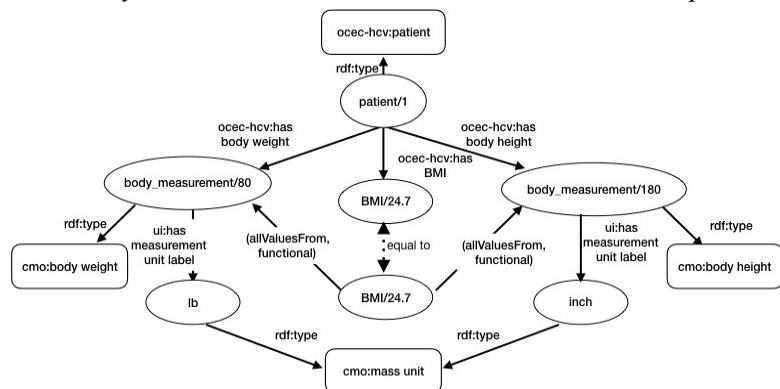 ocec-hcv:patient
rdf:type
patient/1
ocec-hcv:has
body weight
ocec-hcv:has
body height
ocec-hcv:has
BMI
body_measurement/80
BMI/24.7
body_measurement/180
rdf:type
ui:has
measurement
unit label
(allValuesFrom,
functional)
equal to
(allValuesFrom,
functional)
ui:has
measurement
unit label
rdf:type
cmo:body weight
cmo:body height
lb
BMI/24.7
inch
rdf:type
rdf:type
cmo:mass unit